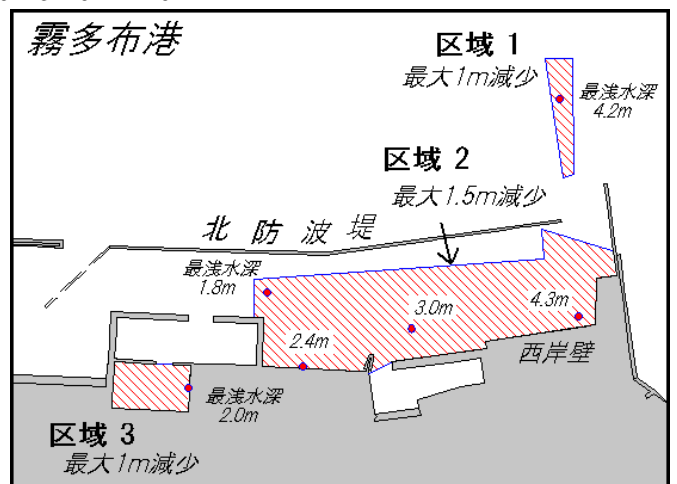 霧多布港
区域 1
最大1m減少
最浅水深
4.2m
区域 2
最大1.5m減少
北防波堤
最浅水深
1.8m
3.0m
4.3m
2.4m
西岸壁
最浅水深
2.0m
区域 3
最大1m減少